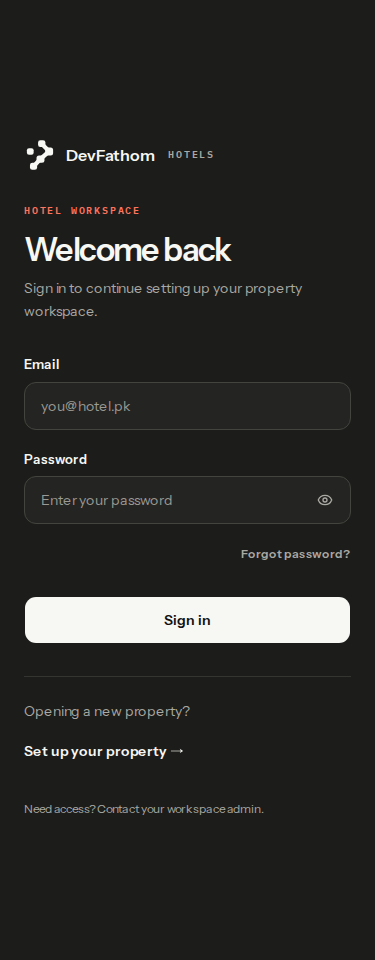 DevFathom HOTELS
HOTEL WORKSPACE
Welcome back
Sign in to continue setting up your property
workspace.
Email
you@hotel.pk
Password
Enter your password
Forgot password?
Sign in
Opening a new property?
Set up your property →
Need access? Contact your workspace admin.